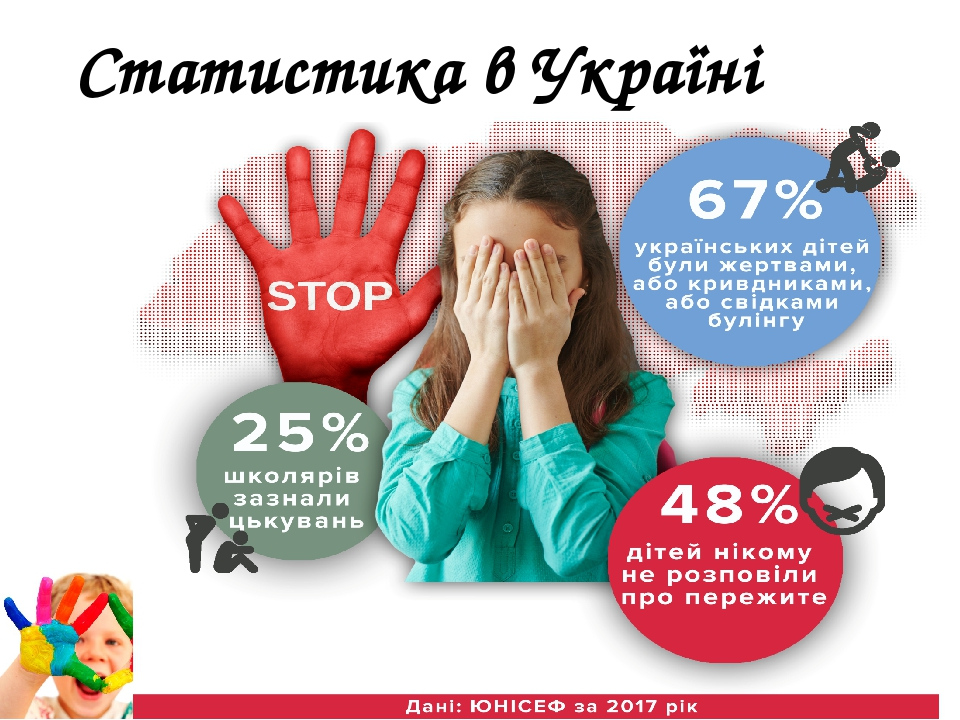 Статистика в Україні
STOP
67%
українських дітей
були жертвами,
або кривдниками,
або свідками
булінгу
25%
школярів
зазнали
цькувань
48%
дітей нікому
не розповіли
про пережите
Дані: ЮНІСЕФ за 2017 рік